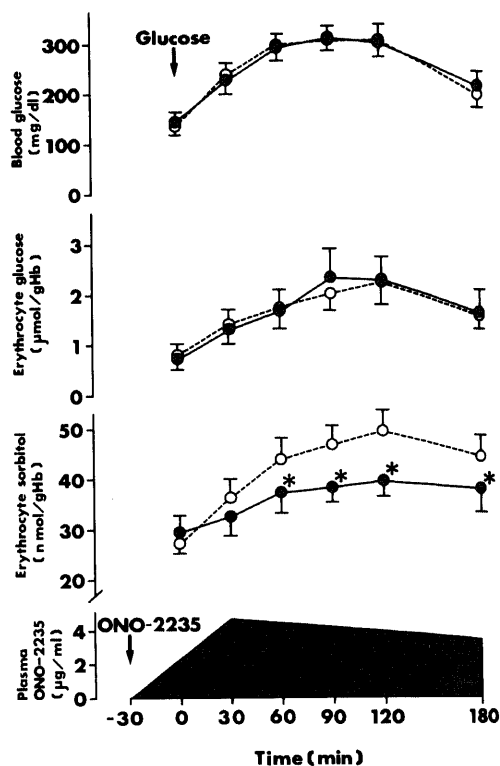 Glucose
Blood glucose
(mg/dl)
300
200
100
0
Erythrocyte glucose
(μmol/gHb)
3
2
1
0
Erythrocyte sorbitol
(nmol/gHb)
50
40
30
20
*
*
*
*
ONO-2235
Plasma
ONO-2235
(μg/ml)
4
2
0
-30 0 30 60 90 120 180
Time (min)